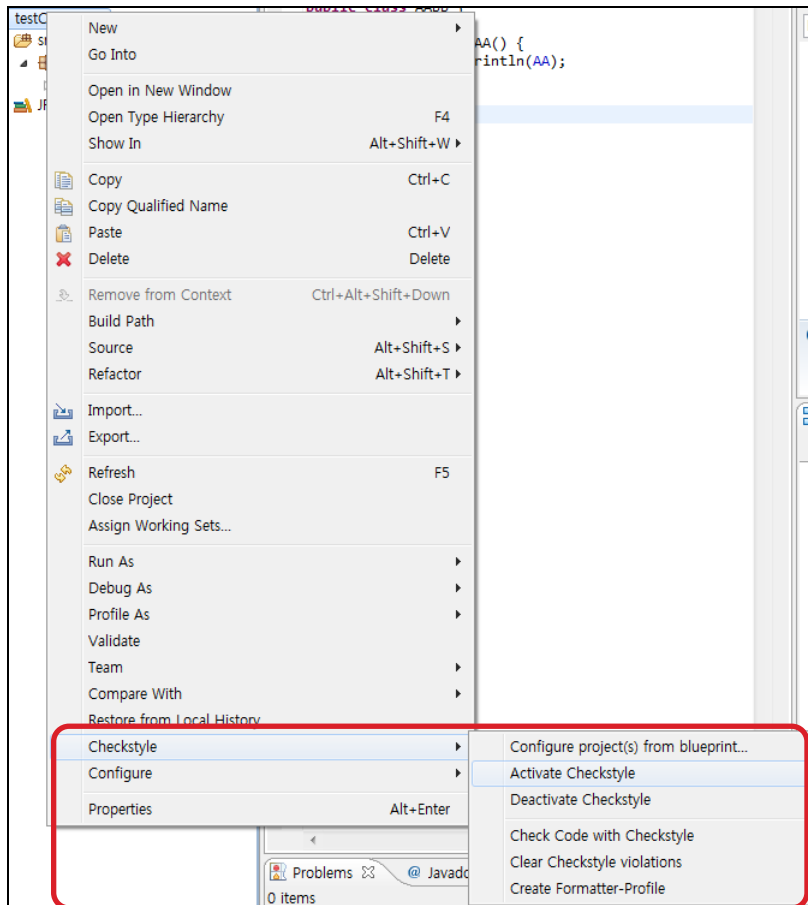 public class AABB {
testC
New
AA() {
Go Into
rintln(AA);
Open in New Window
Open Type Hierarchy F4
Show In Alt+Shift+W
Copy Ctrl+C
Copy Qualified Name
Paste Ctrl+V
Delete Delete
Remove from Context Ctrl+Alt+Shift+Down
Build Path
Source Alt+Shift+S
Refactor Alt+Shift+T
Import...
Export...
Refresh F5
Close Project
Assign Working Sets...
Run As
Debug As
Profile As
Validate
Team
Compare With
Restore from Local History
Checkstyle
Configure
Properties Alt+Enter
Configure project(s) from blueprint...
Activate Checkstyle
Deactivate Checkstyle
Check Code with Checkstyle
Clear Checkstyle violations
Create Formatter-Profile
Problems @ Javado
0 items